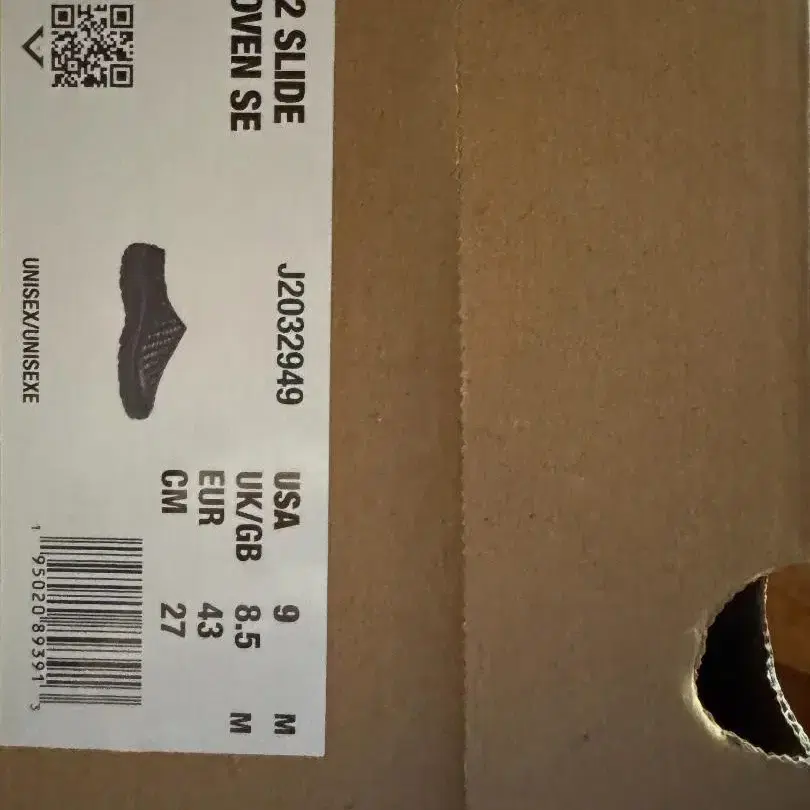 2 SLIDE
OVEN SE
J2032949
UNISEX/UNISEXE
USA 9 M
UK/GB 8.5 M
EUR 43
CM 27
1 95020 89391 3